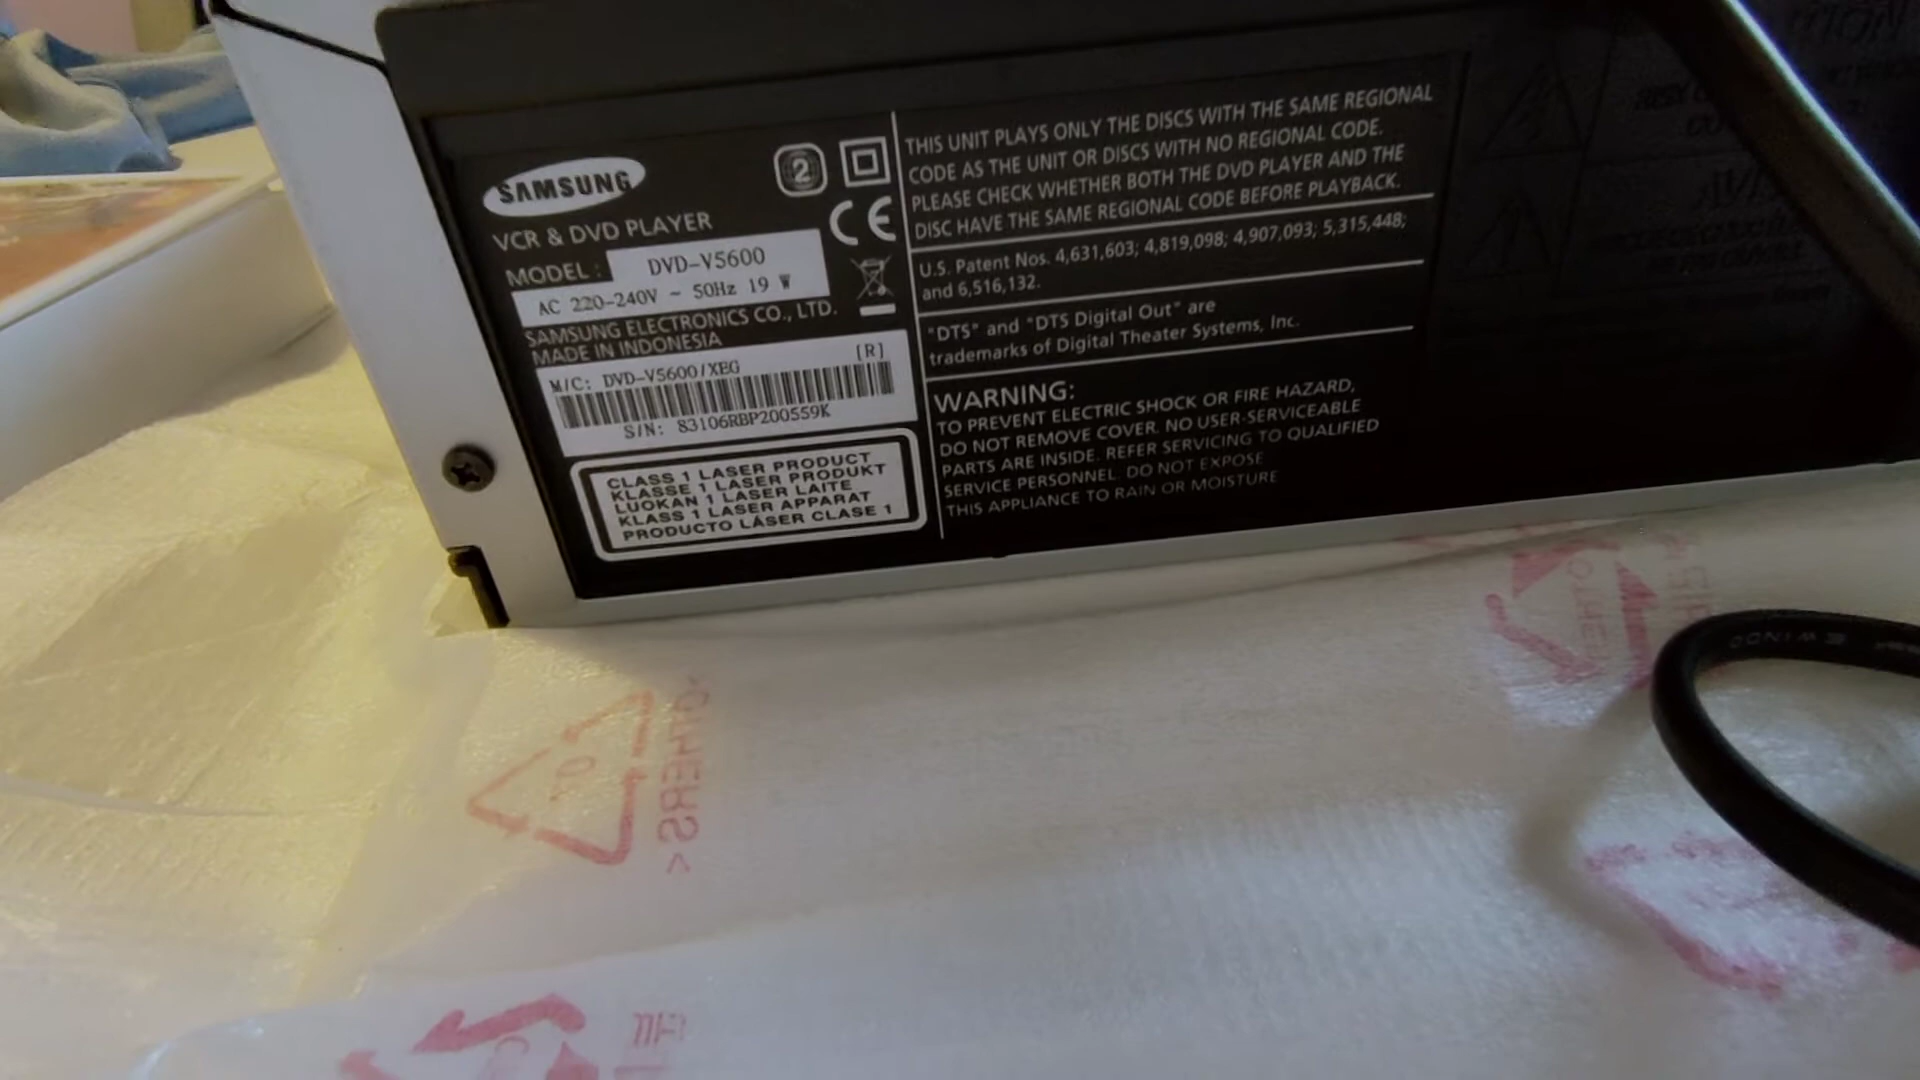 SAMSUNG
2
VCR & DVD PLAYER
MODEL : DVD-V5600
AC 220-240V ~ 50Hz 19 W
SAMSUNG ELECTRONICS CO., LTD.
MADE IN INDONESIA
CE
[R]
M/C: DVD-V5600/XEG
S/N: 83106RBP200559K
CLASS 1 LASER PRODUCT
KLASSE 1 LASER PRODUKT
LUOKAN 1 LASER LAITE
KLASS 1 LASER APPARAT
PRODUCTO LÁSER CLASE 1
THIS UNIT PLAYS ONLY THE DISCS WITH THE SAME REGIONAL
CODE AS THE UNIT OR DISCS WITH NO REGIONAL CODE.
PLEASE CHECK WHETHER BOTH THE DVD PLAYER AND THE
DISC HAVE THE SAME REGIONAL CODE BEFORE PLAYBACK.
U.S. Patent Nos. 4,631,603; 4,819,098; 4,907,093; 5,315,448;
and 6,516,132.
"DTS" and "DTS Digital Out" are
trademarks of Digital Theater Systems, Inc.
WARNING:
TO PREVENT ELECTRIC SHOCK OR FIRE HAZARD,
DO NOT REMOVE COVER. NO USER-SERVICEABLE
PARTS ARE INSIDE. REFER SERVICING TO QUALIFIED
SERVICE PERSONNEL. DO NOT EXPOSE
THIS APPLIANCE TO RAIN OR MOISTURE
>OTHERS<